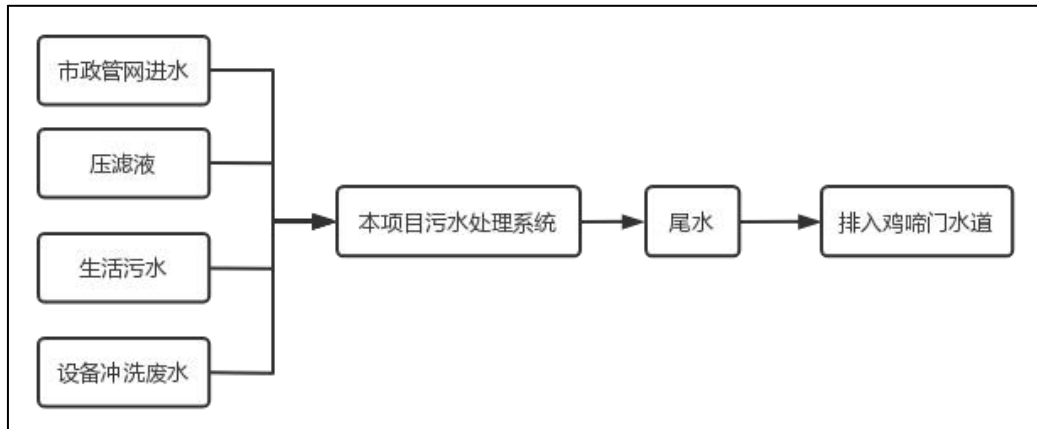 市政管网进水
压滤液
生活污水
设备冲洗废水
本项目污水处理系统
尾水
排入鸡啼门水道